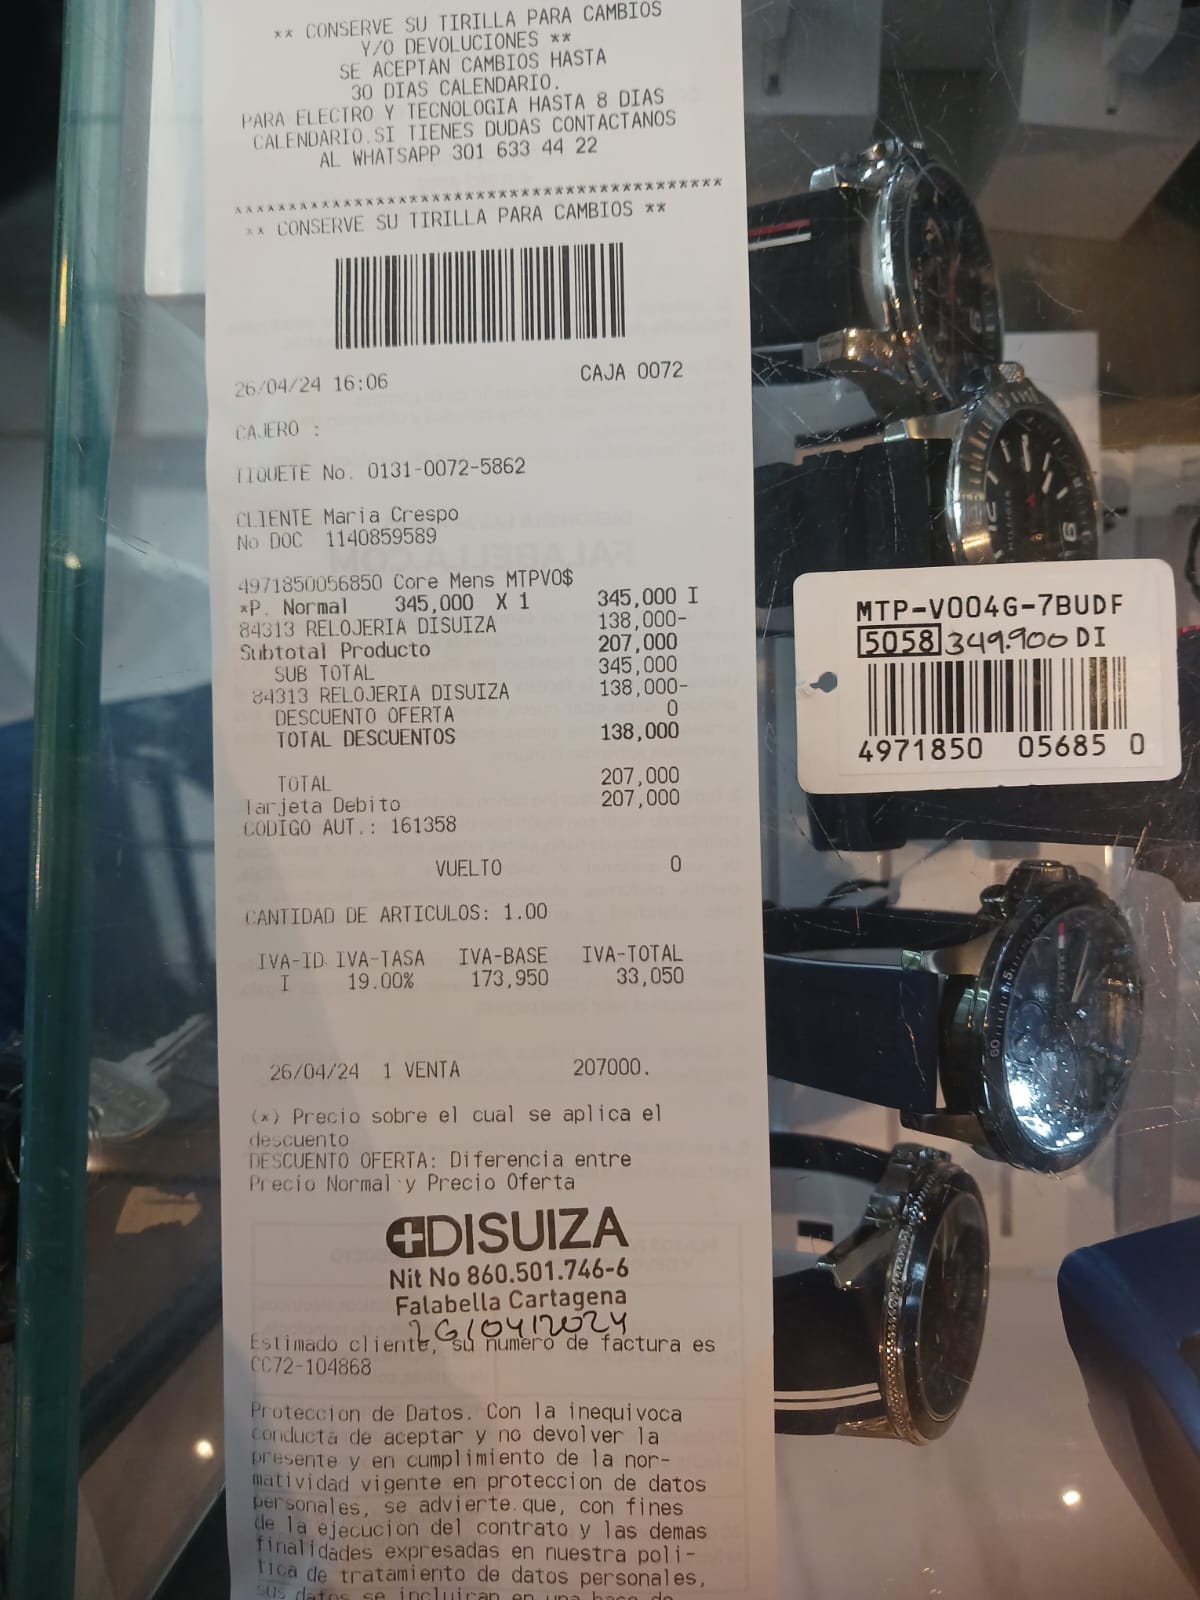 ** CONSERVE SU TIRILLA PARA CAMBIOS
Y/O DEVOLUCIONES **
SE ACEPTAN CAMBIOS HASTA
30 DIAS CALENDARIO.
PARA ELECTRO Y TECNOLOGIA HASTA 8 DIAS
CALENDARIO.SI TIENES DUDAS CONTACTANOS
AL WHATSAPP 301 633 44 22
******************************************
** CONSERVE SU TIRILLA PARA CAMBIOS **
26/04/24 16:06 CAJA 0072
CAJERO :
TIQUETE No. 0131-0072-5862
CLIENTE Maria Crespo
No DOC 1140859589
4971850056850 Core Mens MTPVO$
*P. Normal 345,000 X 1 345,000 I
84313 RELOJERIA DISUIZA 138,000-
Subtotal Producto 207,000
SUB TOTAL 345,000
84313 RELOJERIA DISUIZA 138,000-
DESCUENTO OFERTA 0
TOTAL DESCUENTOS 138,000
TOTAL 207,000
Tarjeta Debito 207,000
CODIGO AUT.: 161358
VUELTO 0
CANTIDAD DE ARTICULOS: 1.00
IVA-ID IVA-TASA IVA-BASE IVA-TOTAL
I 19.00% 173,950 33,050
26/04/24 1 VENTA 207000.
(*) Precio sobre el cual se aplica el
descuento
DESCUENTO OFERTA: Diferencia entre
Precio Normal y Precio Oferta
DISUIZA
Nit No 860.501.746-6
Falabella Cartagena
26/04/2024
Estimado cliente, su numero de factura es
CC72-104868
Proteccion de Datos. Con la inequivoca
conducta de aceptar y no devolver la
presente y en cumplimiento de la nor-
matividad vigente en proteccion de datos
personales, se advierte que, con fines
de la ejecucion del contrato y las demas
finalidades expresadas en nuestra poli-
tica de tratamiento de datos personales,
sus datos se incluiran en una base de
MTP-V004G-7BUDF
5058 349.900 DI
4971850 05685 0